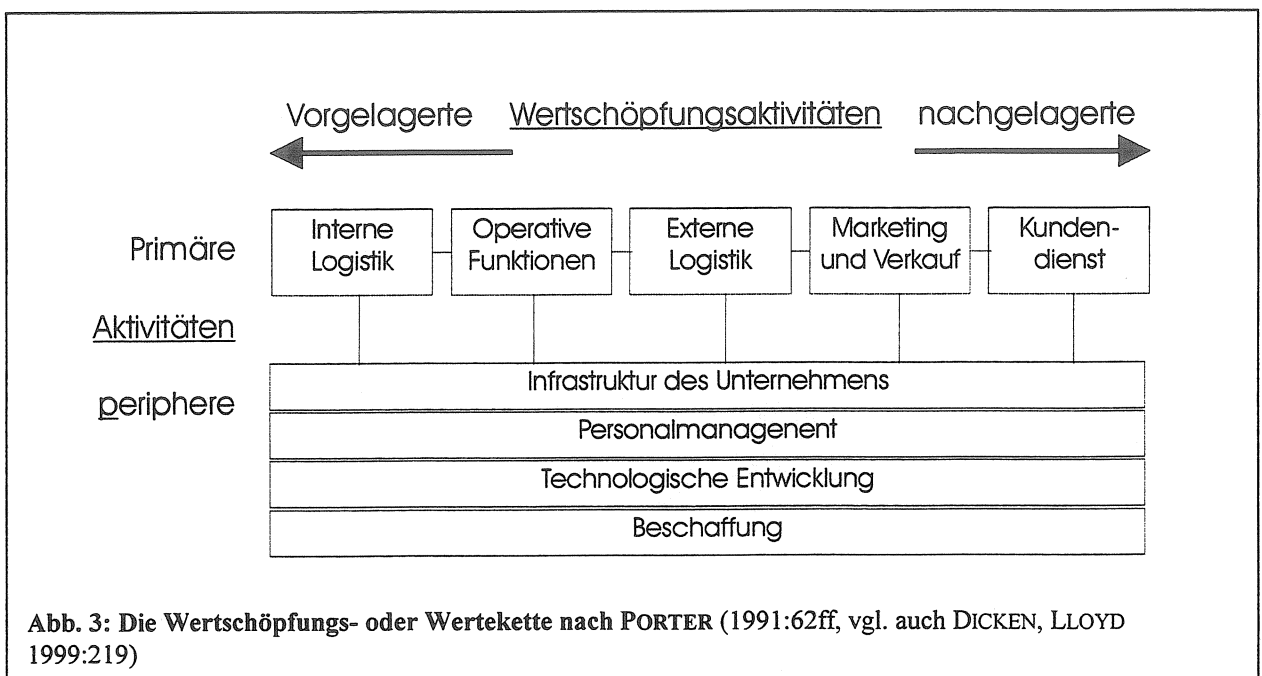 Vorgelagerte Wertschöpfungsaktivitäten nachgelagerte
Primäre
Interne
Logistik
Operative
Funktionen
Externe
Logistik
Marketing
und Verkauf
Kunden-
dienst
Aktivitäten
periphere
Infrastruktur des Unternehmens
Personalmanagenent
Technologische Entwicklung
Beschaffung
Abb. 3: Die Wertschöpfungs- oder Wertekette nach PORTER (1991:62ff, vgl. auch DICKEN, LLOYD
1999:219)